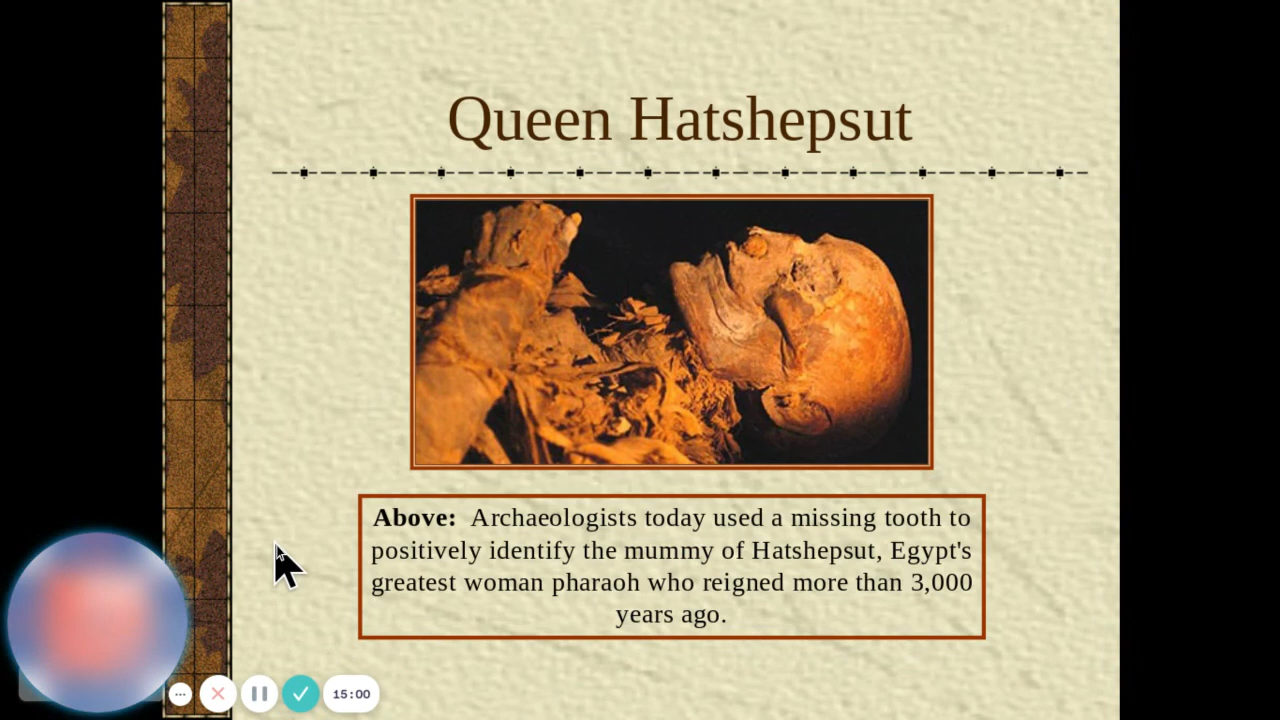 Queen Hatshepsut
Above: Archaeologists today used a missing tooth to
positively identify the mummy of Hatshepsut, Egypt's
greatest woman pharaoh who reigned more than 3,000
years ago.
15:00